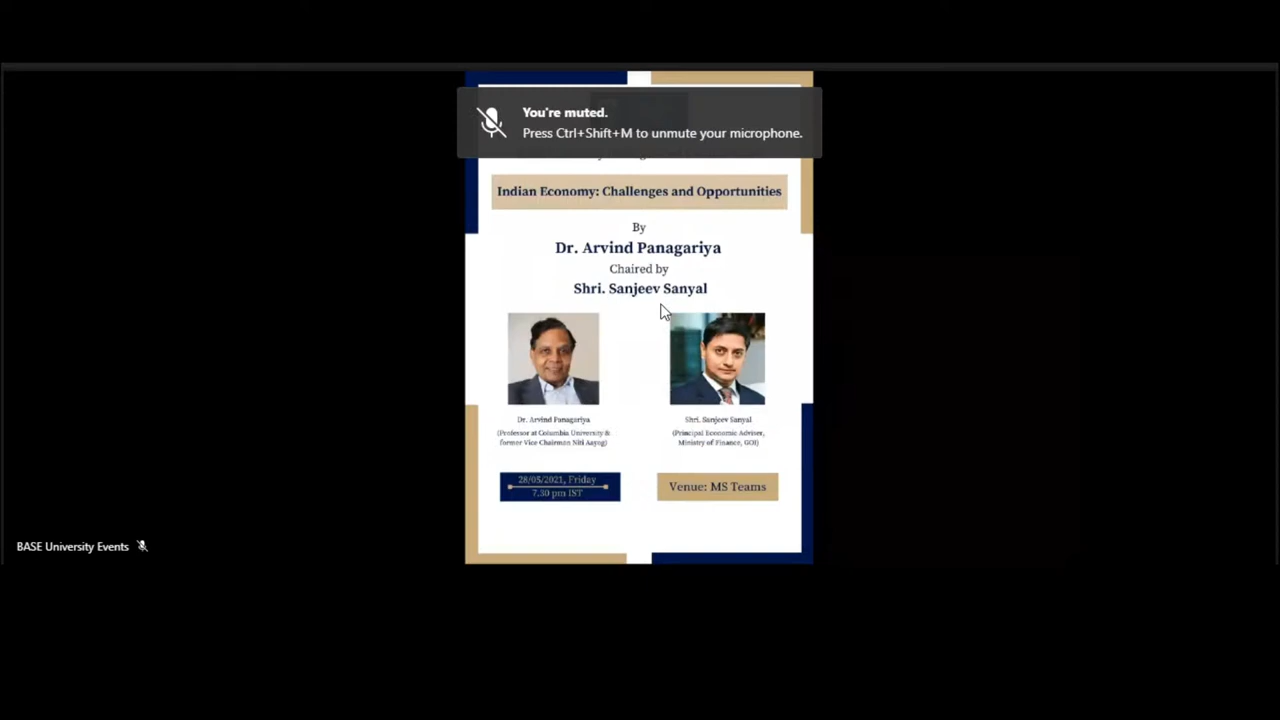 You're muted.
Press Ctrl+Shift+M to unmute your microphone.
Indian Economy: Challenges and Opportunities
By
Dr. Arvind Panagariya
Chaired by
Shri. Sanjeev Sanyal
Dr. Arvind Panagariya
(Professor at Columbia University &
former Vice Chairman Niti Aayog)
Shri. Sanjeev Sanyal
(Principal Economic Adviser,
Ministry of Finance, GOI)
28/05/2021, Friday
7.30 pm IST
Venue: MS Teams
BASE University Events